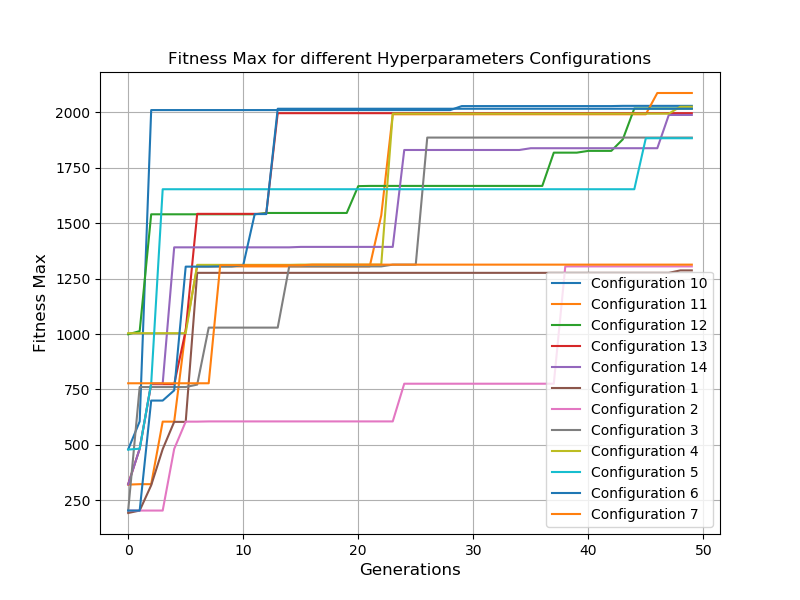 Fitness Max for different Hyperparameters Configurations
Fitness Max
2000
1750
1500
1250
1000
750
500
250
0
10
20
30
40
50
Generations
Configuration 10
Configuration 11
Configuration 12
Configuration 13
Configuration 14
Configuration 1
Configuration 2
Configuration 3
Configuration 4
Configuration 5
Configuration 6
Configuration 7